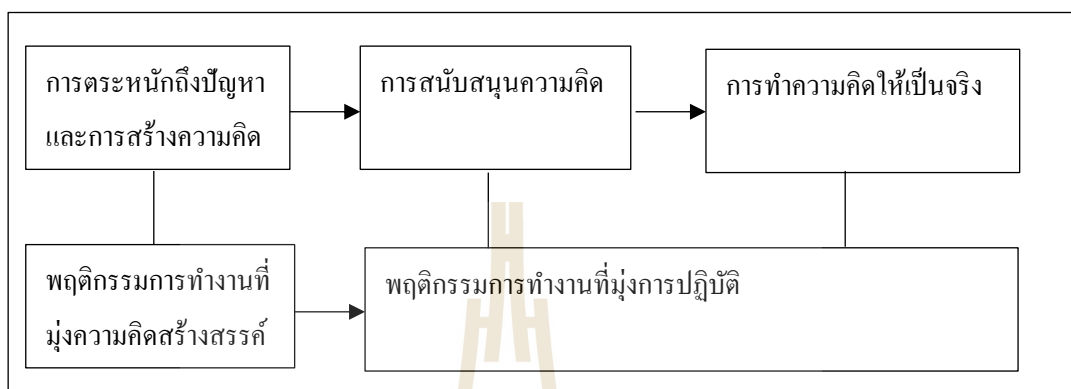 การตระหนักถึงปัญหา
และการสร้างความคิด
การสนับสนุนความคิด
การทำความคิดให้เป็นจริง
พฤติกรรมการทำงานที่
มุ่งความคิดสร้างสรรค์
พฤติกรรมการทำงานที่มุ่งการปฏิบัติ